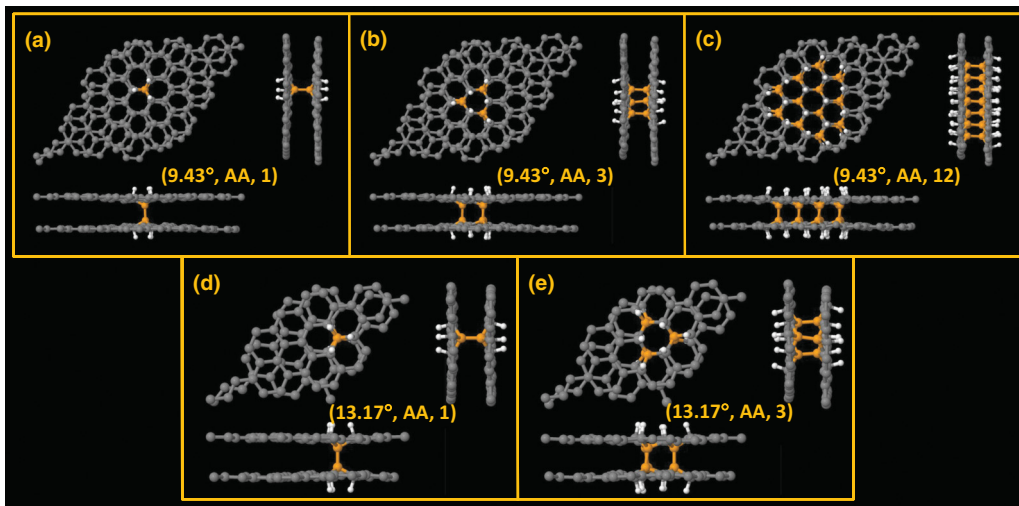 (a)
(9.43°, AA, 1)
(b)
(9.43°, AA, 3)
(c)
(9.43°, AA, 12)
(d)
(13.17°, AA, 1)
(e)
(13.17°, AA, 3)